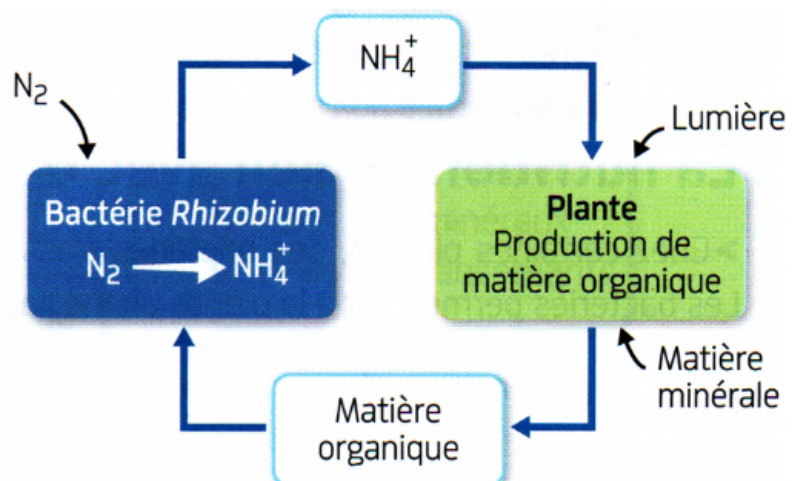 NH₄⁺
N₂
Lumière
Bactérie Rhizobium
N₂ → NH₄⁺
Plante
Production de
matière organique
Matière
minérale
Matière
organique